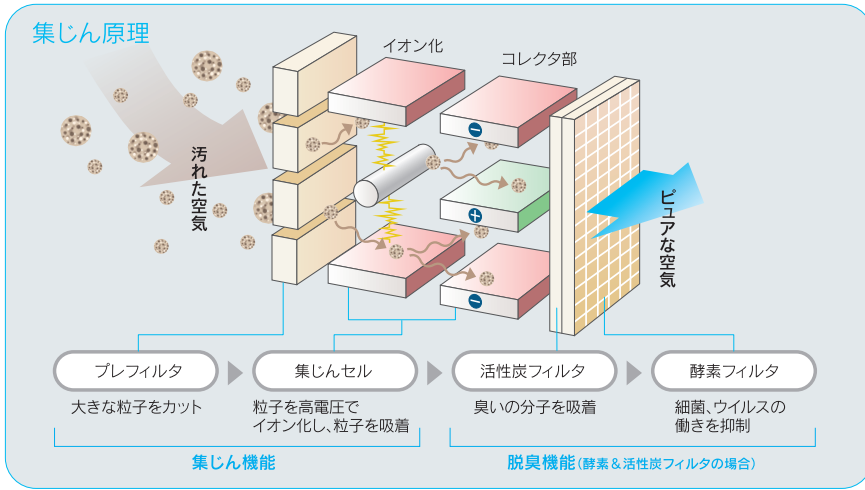 集じん原理
イオン化
コレクタ部
汚れた空気
ピュアな空気
プレフィルタ
集じんセル
活性炭フィルタ
酵素フィルタ
大きな粒子をカット
粒子を高電圧で
イオン化し、粒子を吸着
臭いの分子を吸着
細菌、ウイルスの
働きを抑制
集じん機能
脱臭機能(酵素&活性炭フィルタの場合)